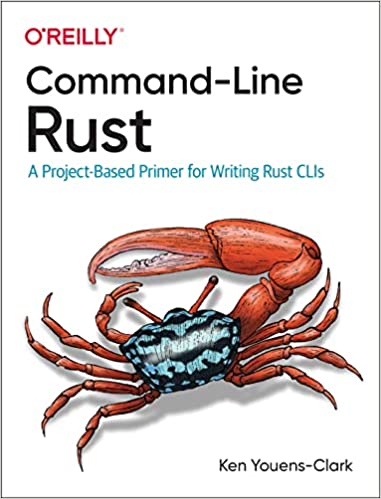 O'REILLY®
Command-Line
Rust
A Project-Based Primer for Writing Rust CLIs
Ken Youens-Clark